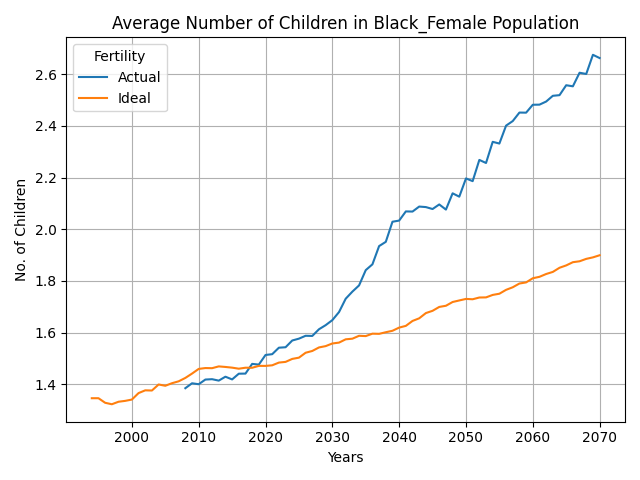 Average Number of Children in Black_Female Population
Fertility
Actual
Ideal
No. of Children
2.6
2.4
2.2
2.0
1.8
1.6
1.4
2000 2010 2020 2030 2040 2050 2060 2070
Years